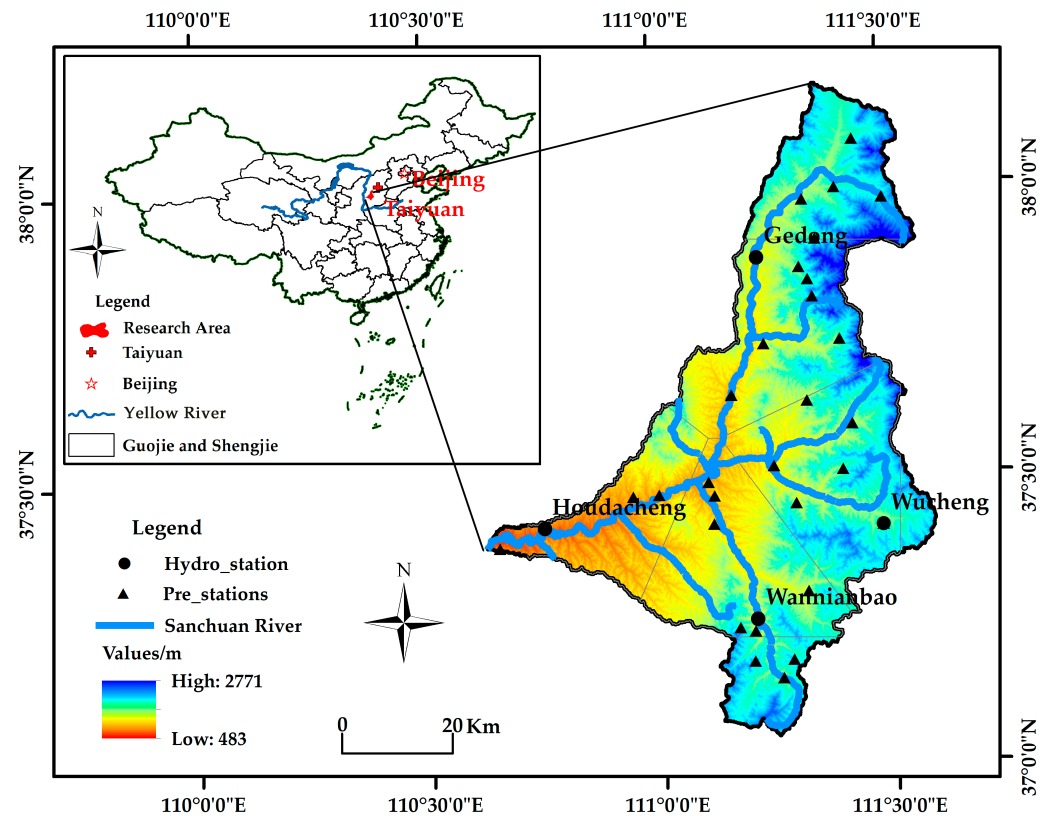 110°0'0"E 110°30'0"E 111°0'0"E 111°30'0"E
38°0'0"N
37°30'0"N
38°0'0"N
37°30'0"N
37°0'0"N
Beijing
Taiyuan
N
Legend
Research Area
Taiyuan
Beijing
Yellow River
Guojie and Shengjie
Gedong
Wucheng
Houdacheng
Wannianbao
Legend
Hydro_station
Pre_stations
Sanchuan River
Values/m
High: 2771
Low: 483
N
0 20 Km
110°0'0"E 110°30'0"E 111°0'0"E 111°30'0"E